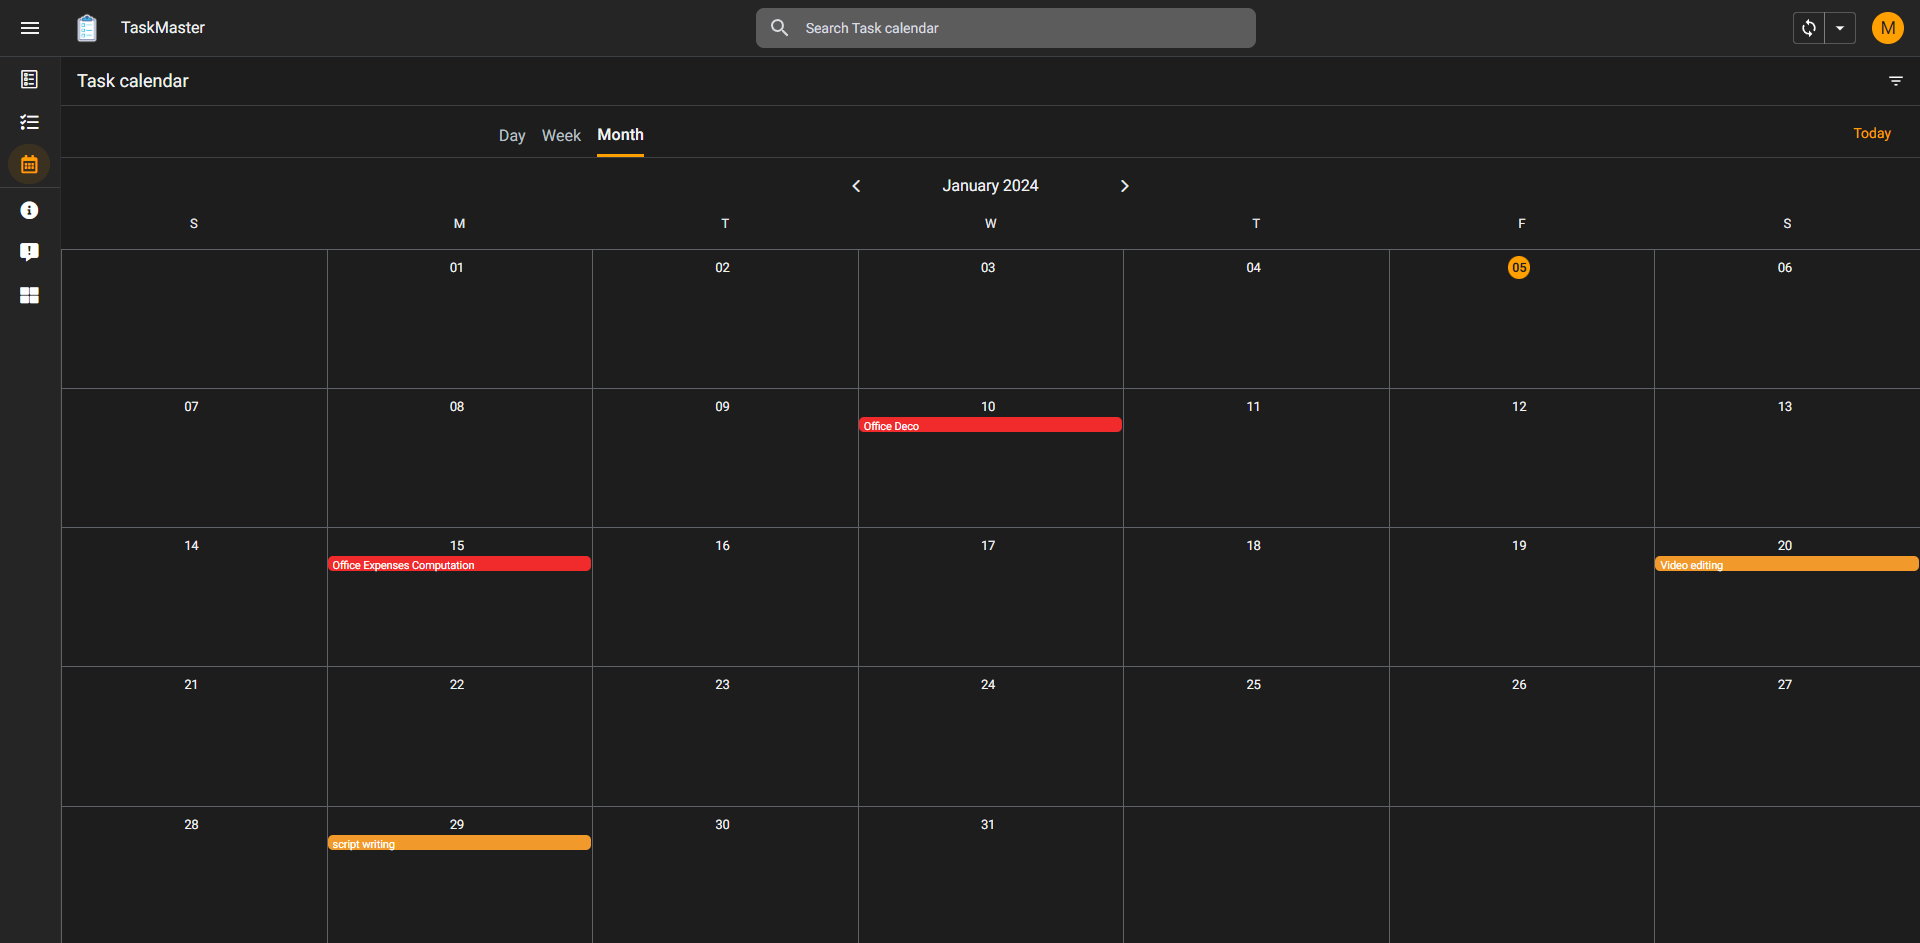 TaskMaster
Search Task calendar
M
Task calendar
Day Week Month
Today
January 2024
S M T W T F S
01 02 03 04 05 06
07 08 09 10 11 12 13
Office Deco
14 15 16 17 18 19 20
Office Expenses Computation
Video editing
21 22 23 24 25 26 27
28 29 30 31
script writing